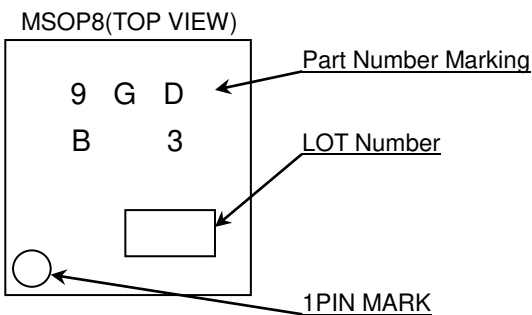 MSOP8(TOP VIEW)
Part Number Marking
9 G D
B 3
LOT Number
1PIN MARK